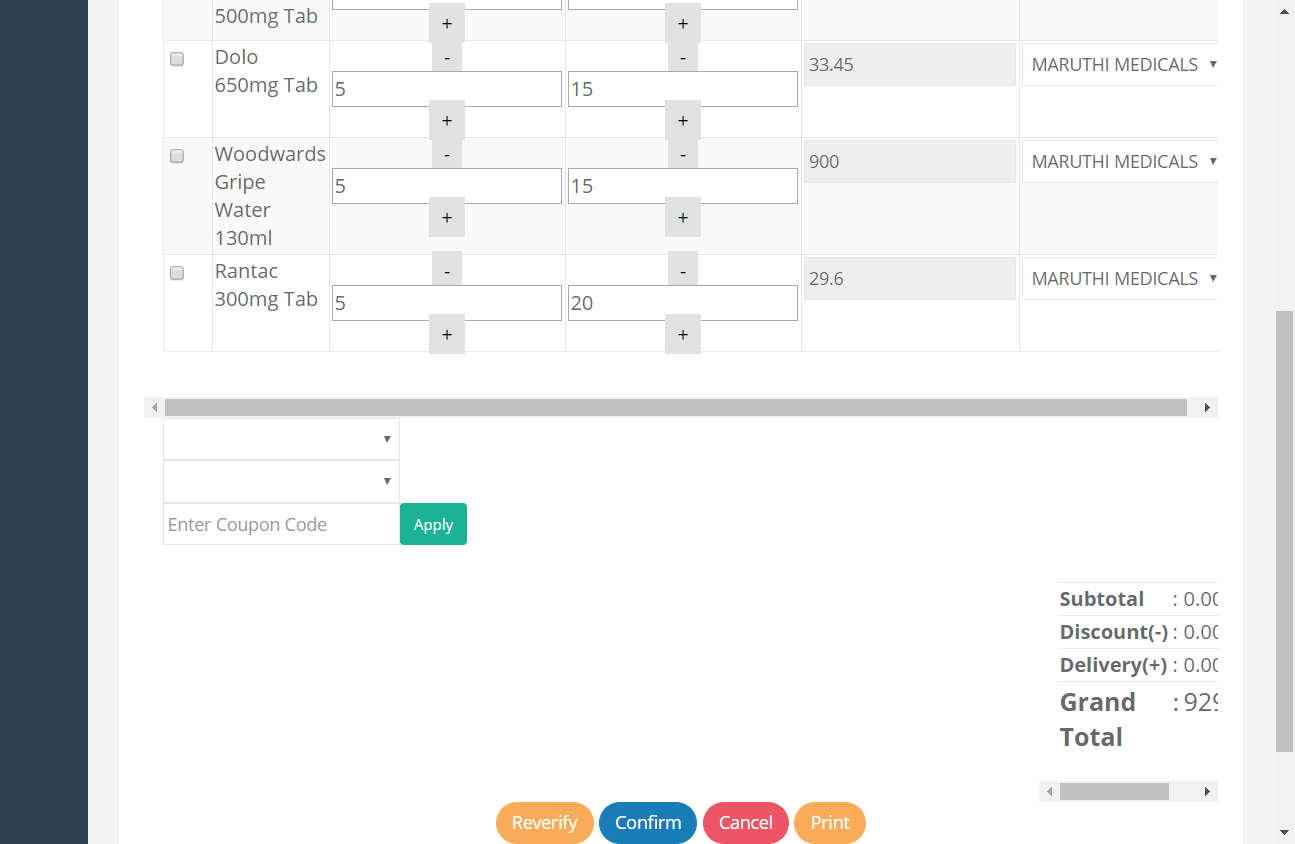 500mg Tab
+ +
- -
Dolo
650mg Tab
5 15 33.45 MARUTHI MEDICALS
+ +
- -
Woodwards
Gripe
Water
130ml
5 15 900 MARUTHI MEDICALS
+ +
- -
Rantac
300mg Tab
5 20 29.6 MARUTHI MEDICALS
+ +
Enter Coupon Code Apply
Subtotal : 0.00
Discount(-) : 0.00
Delivery(+) : 0.00
Grand : 929
Total
Reverify Confirm Cancel Print